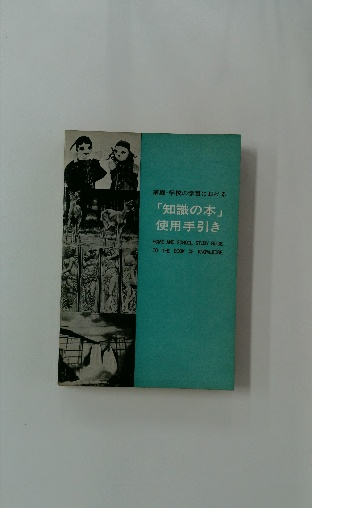 家庭・学校の学習における
「知識の本」
使用手引き
HOME AND SCHOOL STUDY GUIDE
TO THE BOOK OF KNOWLEDGE